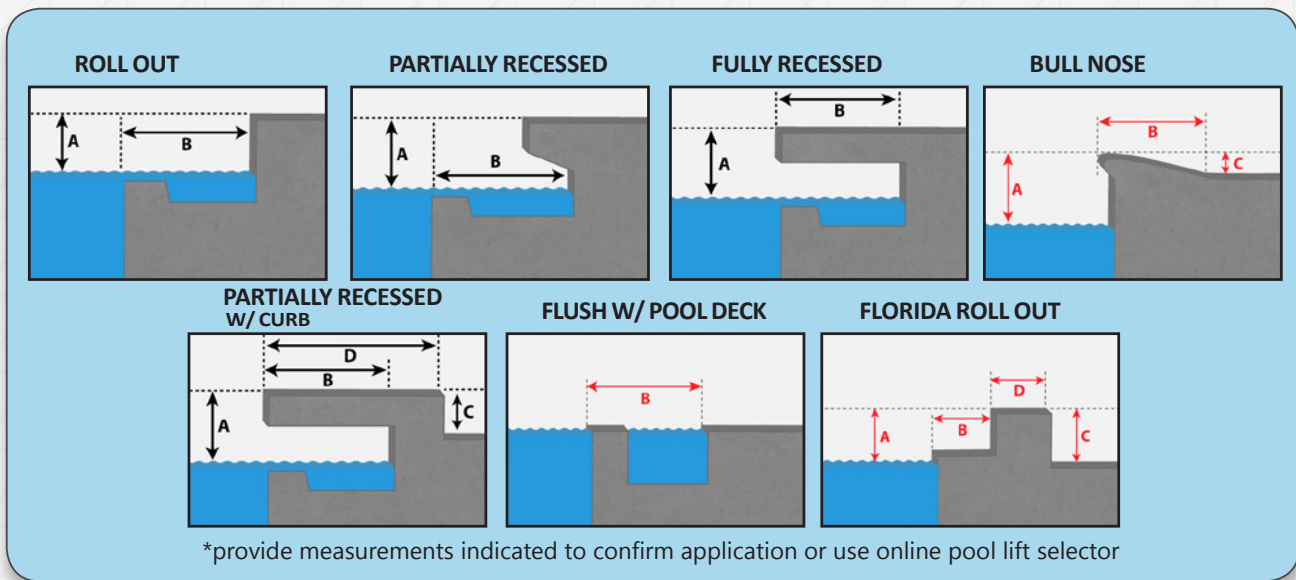 ROLL OUT
A
B
PARTIALLY RECESSED
A
B
FULLY RECESSED
B
A
BULL NOSE
B
C
A
PARTIALLY RECESSED
W/ CURB
D
B
C
A
FLUSH W/ POOL DECK
B
FLORIDA ROLL OUT
D
B
A
C
*provide measurements indicated to confirm application or use online pool lift selector